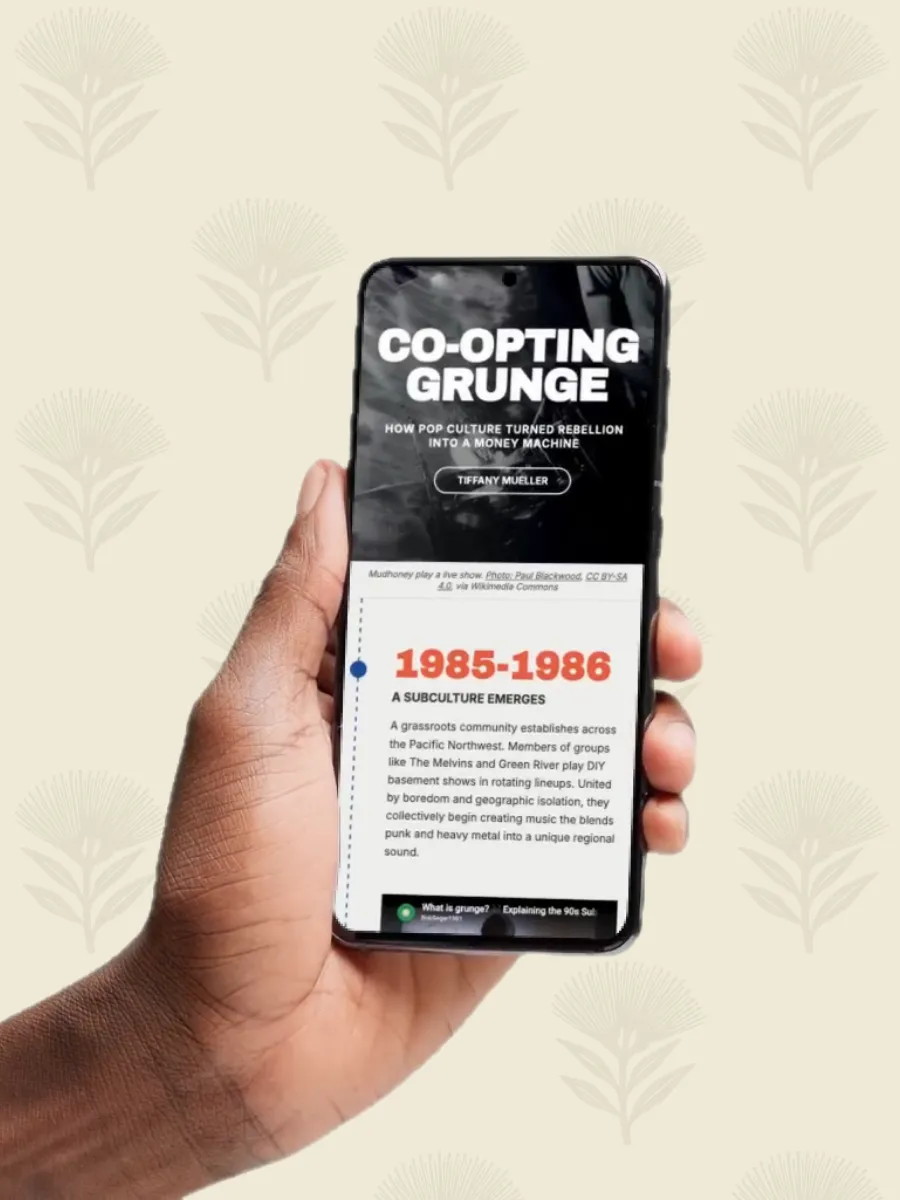 CO-OPTING
GRUNGE
HOW POP CULTURE TURNED REBELLION
INTO A MONEY MACHINE
TIFFANY MUELLER
Mudhoney play a live show. Photo: Paul Blackwood, CC BY-SA
4.0, via Wikimedia Commons
1985-1986
A SUBCULTURE EMERGES
A grassroots community establishes across
the Pacific Northwest. Members of groups
like The Melvins and Green River play DIY
basement shows in rotating lineups. United
by boredom and geographic isolation, they
collectively begin creating music the blends
punk and heavy metal into a unique regional
sound.
What is grunge? Explaining the 90s Sub